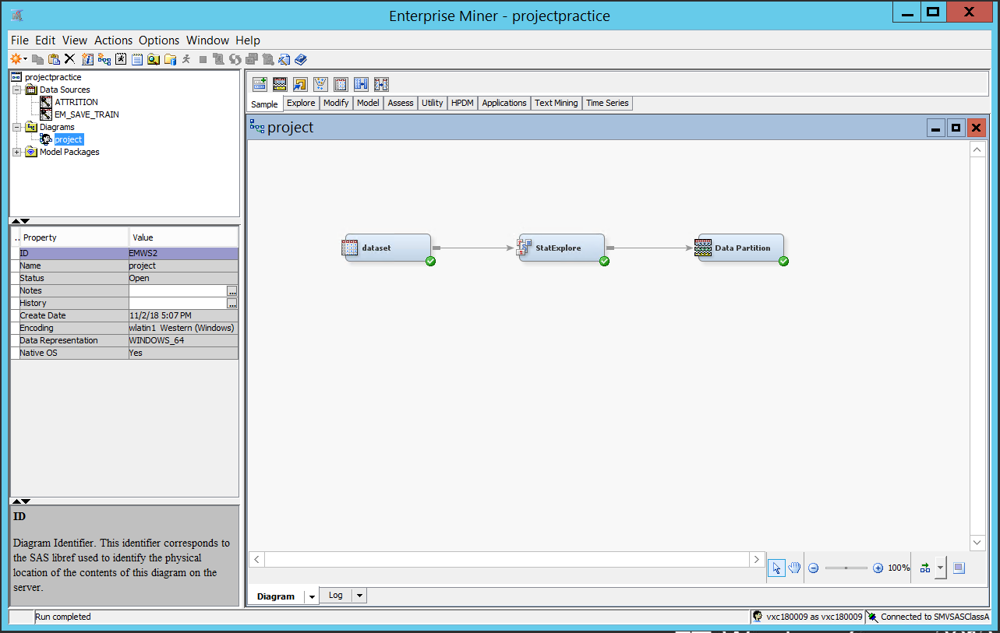 Enterprise Miner - projectpractice
File Edit View Actions Options Window Help
projectpractice
Data Sources
ATTRITION
EM_SAVE_TRAIN
Diagrams
project
Model Packages
.. Property Value
ID EMWS2
Name project
Status Open
Notes ...
History ...
Create Date 11/2/18 5:07 PM
Encoding wlatin1 Western (Windows)
Data Representation WINDOWS_64
Native OS Yes
ID
Diagram Identifier. This identifier corresponds to
the SAS libref used to identify the physical
location of the contents of this diagram on the
server.
Sample Explore Modify Model Assess Utility HPDM Applications Text Mining Time Series
project
dataset StatExplore Data Partition
100%
Diagram Log
Run completed vxc180009 as vxc180009 Connected to SMVSASClassA